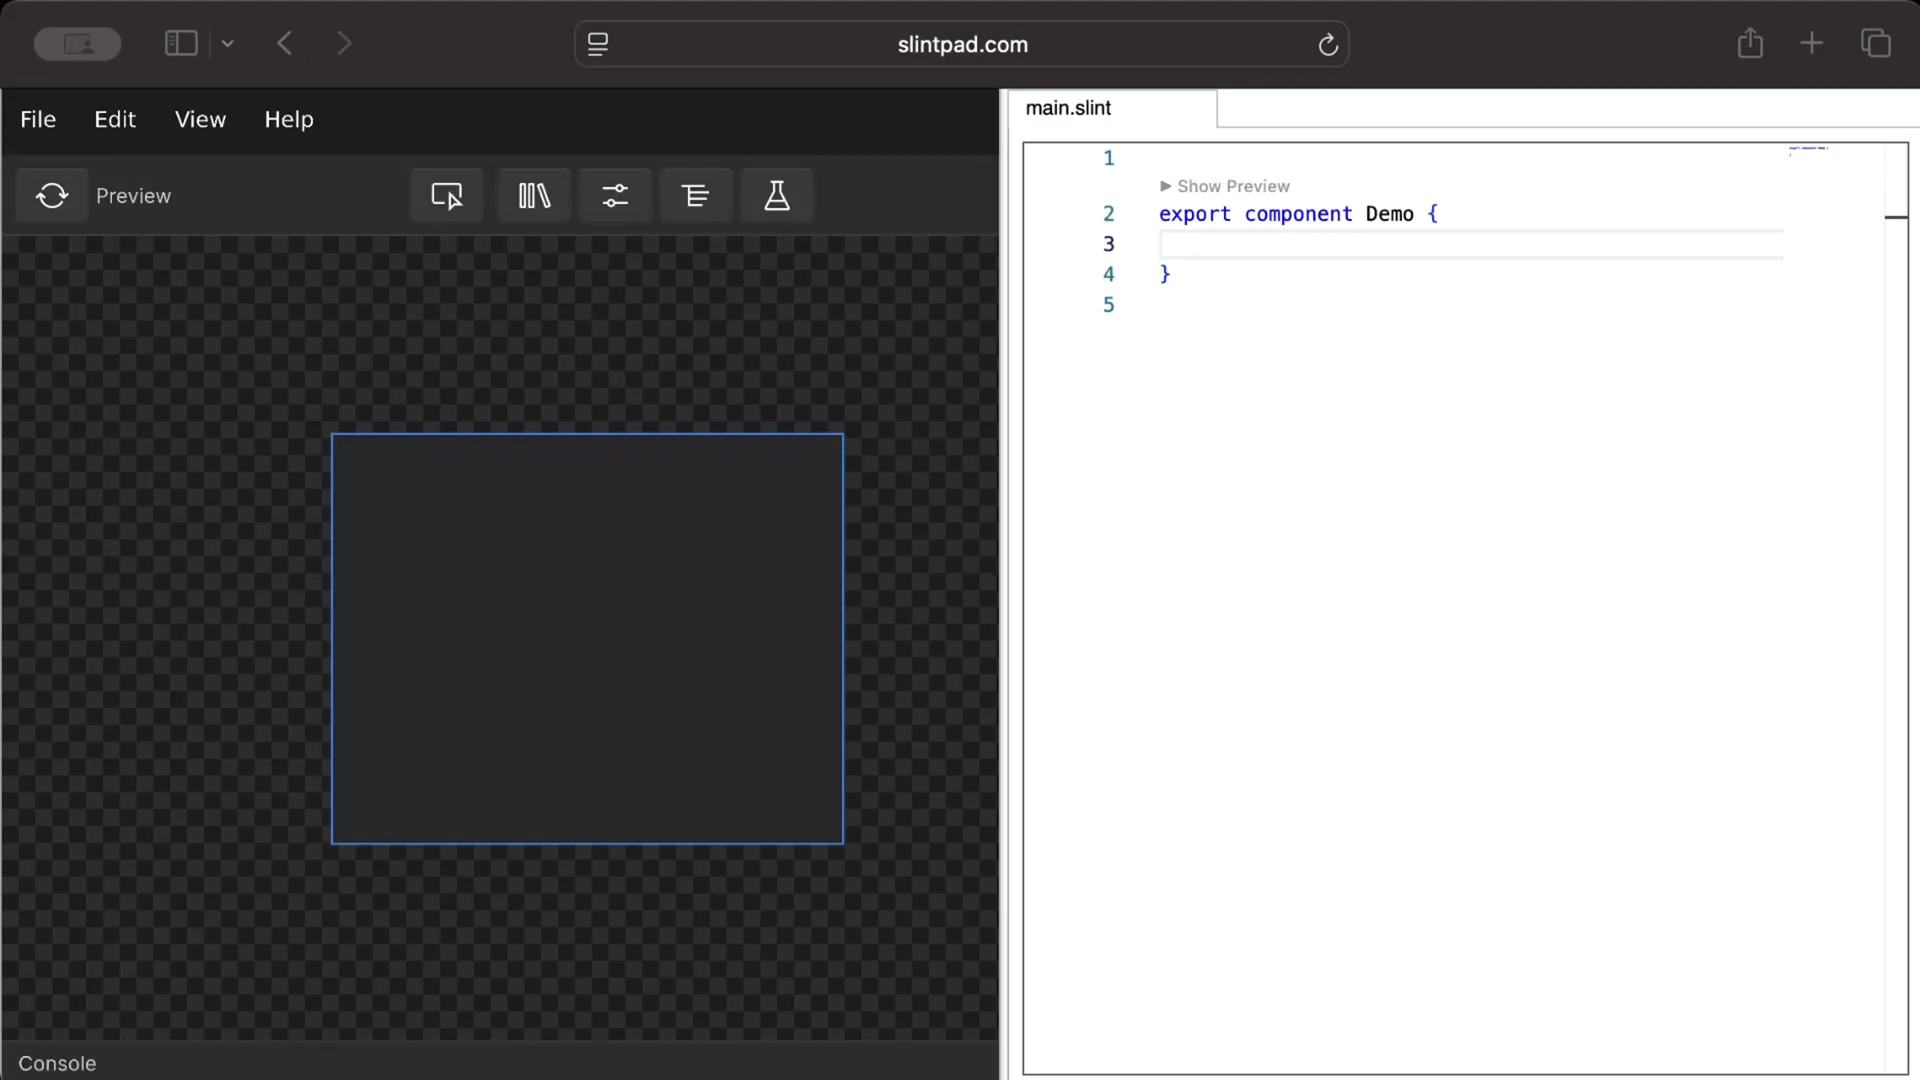 slintpad.com
File Edit View Help
Preview
Console
main.slint
1
Show Preview
2 export component Demo {
3
4 }
5